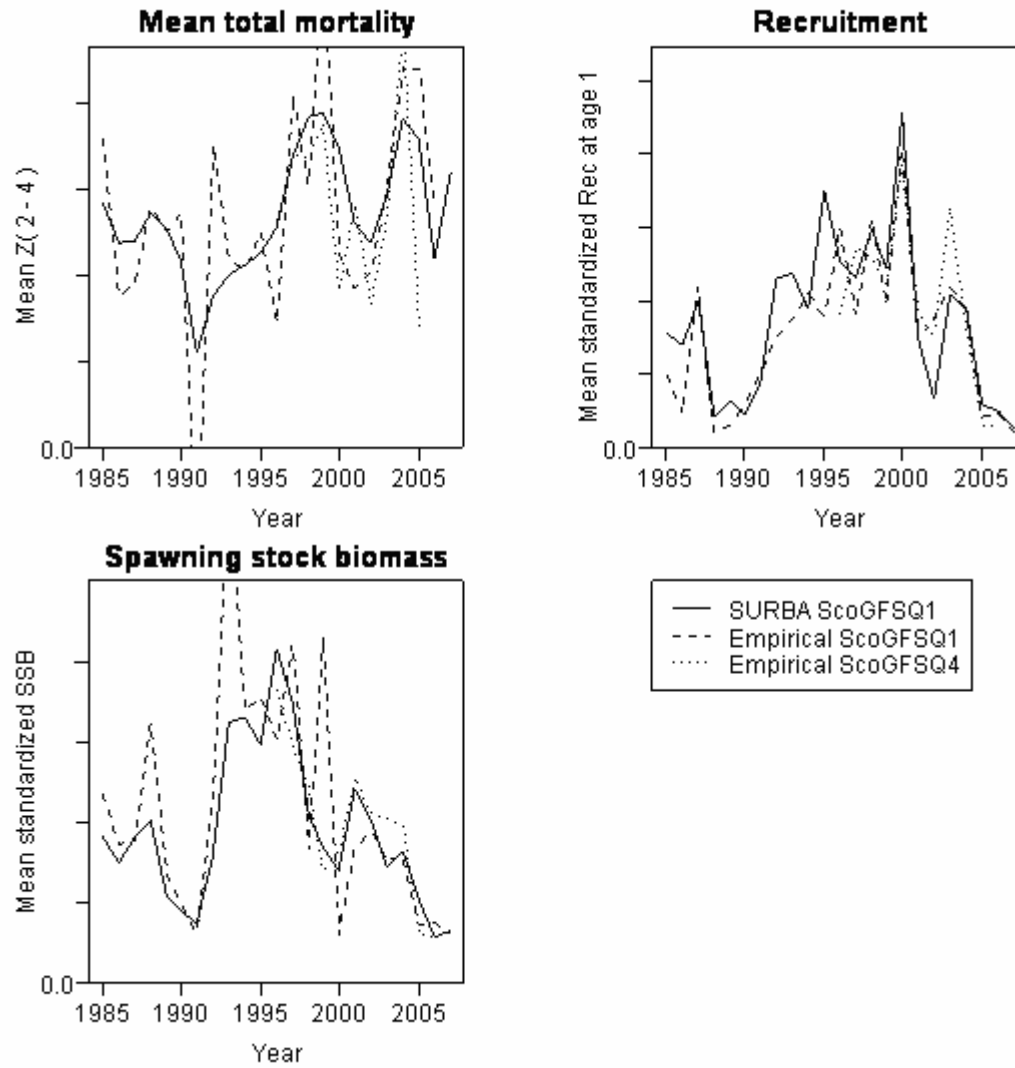 Mean total mortality
Mean Z( 2 - 4 )
0.0
1985 1990 1995 2000 2005
Year
Recruitment
Mean standardized Rec at age 1
0.0
1985 1990 1995 2000 2005
Year
Spawning stock biomass
Mean standardized SSB
0.0
1985 1990 1995 2000 2005
Year
SURBA ScoGFSQ1
Empirical ScoGFSQ1
Empirical ScoGFSQ4